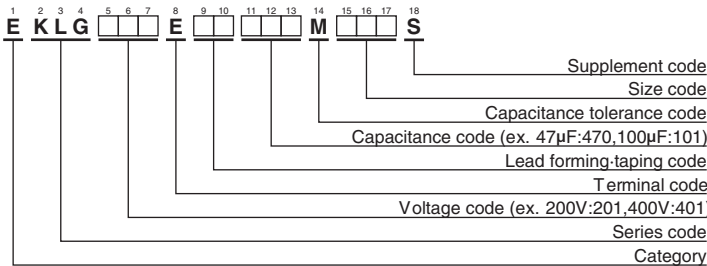 1 2 3 4 5 6 7 8 9 10 11 12 13 14 15 16 17 18
E K L G E M S
Supplement code
Size code
Capacitance tolerance code
Capacitance code (ex. 47µF:470,100µF:101)
Lead forming·taping code
Terminal code
Voltage code (ex. 200V:201,400V:401)
Series code
Category